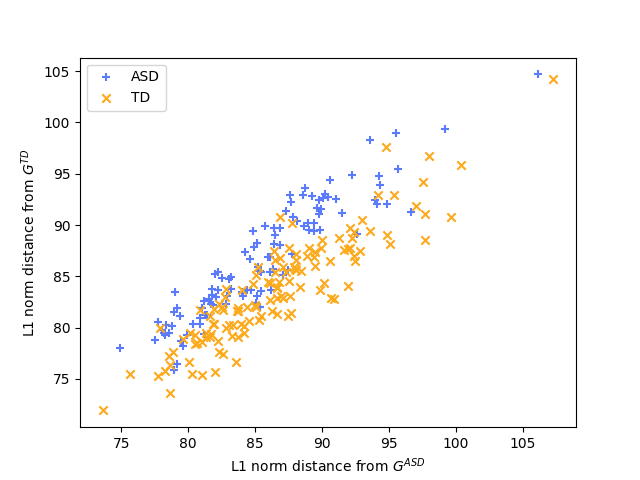 ASD
TD
105
100
95
90
85
80
75
L1 norm distance from G^{TD}
75 80 85 90 95 100 105
L1 norm distance from G^{ASD}